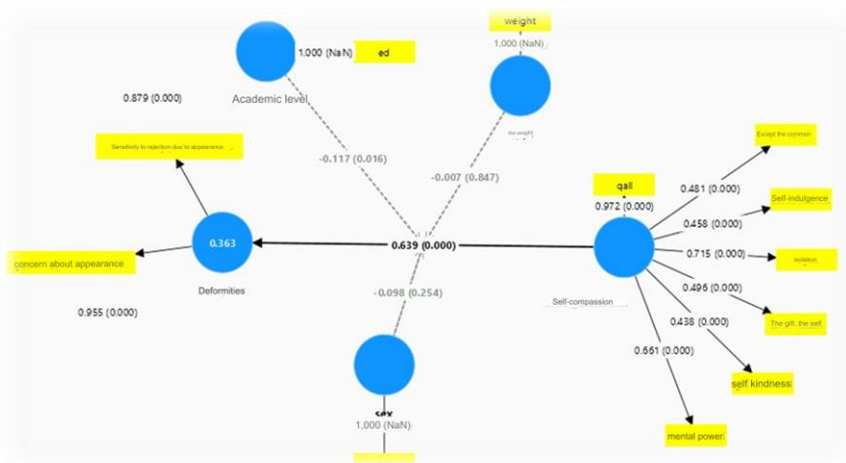 weight
1,000 (NaN)
1.000 (NaN)
ed
Academic level
0.879 (0.000)
Sensitivity to rejection due to appearance
-0.117 (0.016)
-0.007 (0.847)
Except the common
0.481 (0.000)
qall
0.972 (0.000)
Self-indulgence
0.458 (0.000)
0.363
0.639 (0.000)
0.715 (0.000)
isolation,
concern about appearance
Deformities
-0.098 (0.254)
0.496 (0.000)
Self-compassion
0.955 (0.000)
The gift, the self
0.438 (0.000)
0.561 (0.000)
self kindness
sex
1,000 (NaN)
mental power